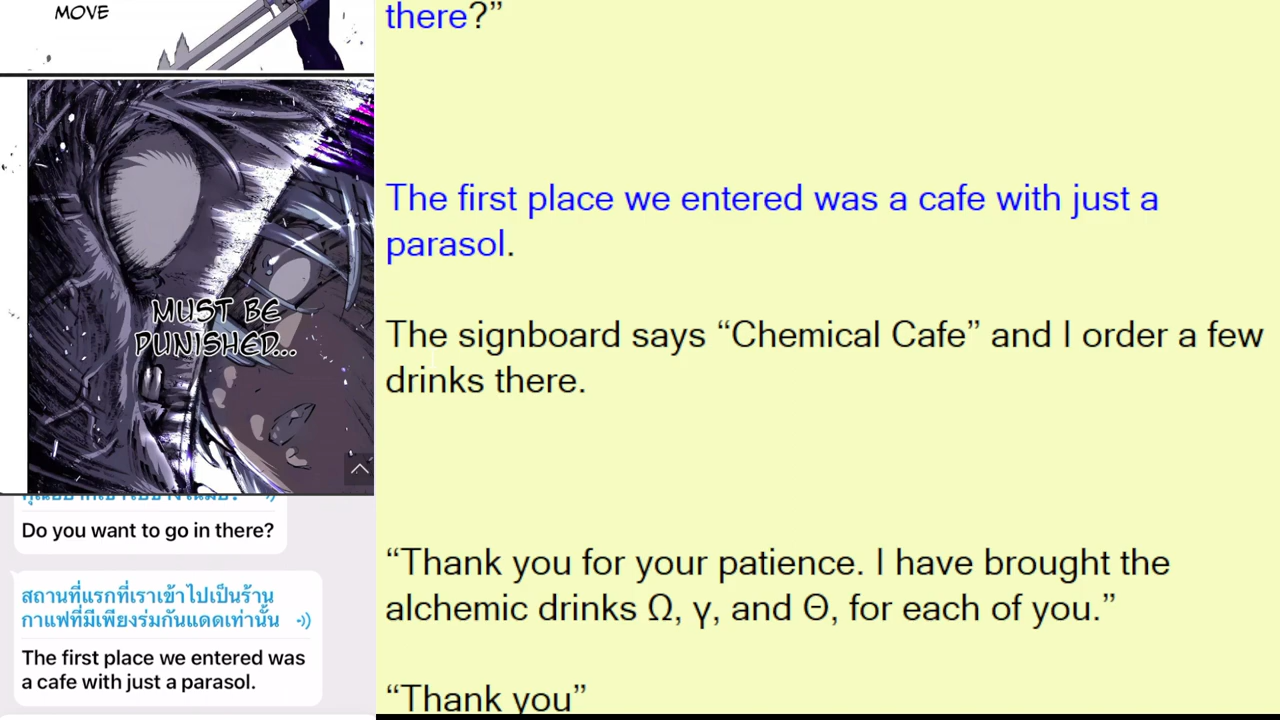 MOVE
MUST BE
PUNISHED...
Do you want to go in there?
สถานที่แรกที่เราเข้าไปเป็นร้าน
กาแฟที่มีเพียงร่มกันแดดเท่านั้น
The first place we entered was
a cafe with just a parasol.
there?”
The first place we entered was a cafe with just a
parasol.
The signboard says “Chemical Cafe” and I order a few
drinks there.
“Thank you for your patience. I have brought the
alchemic drinks Ω, γ, and Θ, for each of you.”
“Thank you”